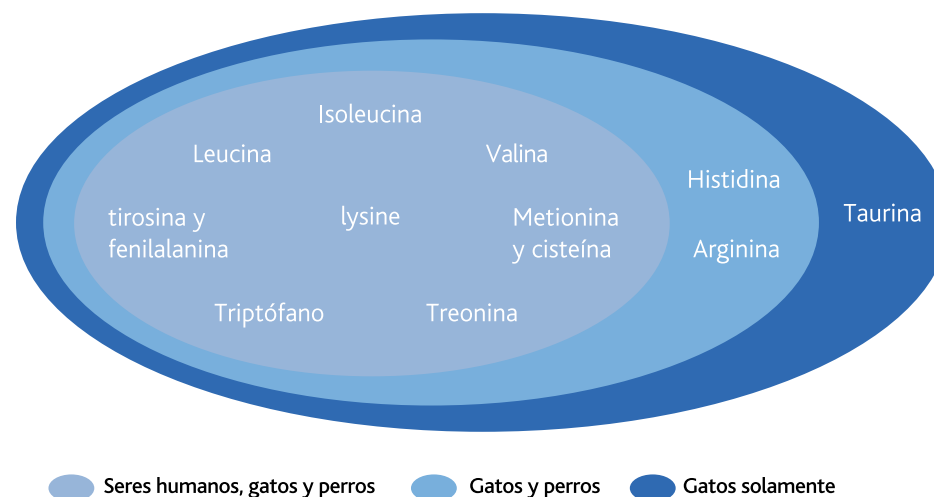 Isoleucina
Leucina
Valina
Histidina
Taurina
tirosina y
fenilalanina
lysine
Metionina
y cisteína
Arginina
Triptófano
Treonina
Seres humanos, gatos y perros
Gatos y perros
Gatos solamente